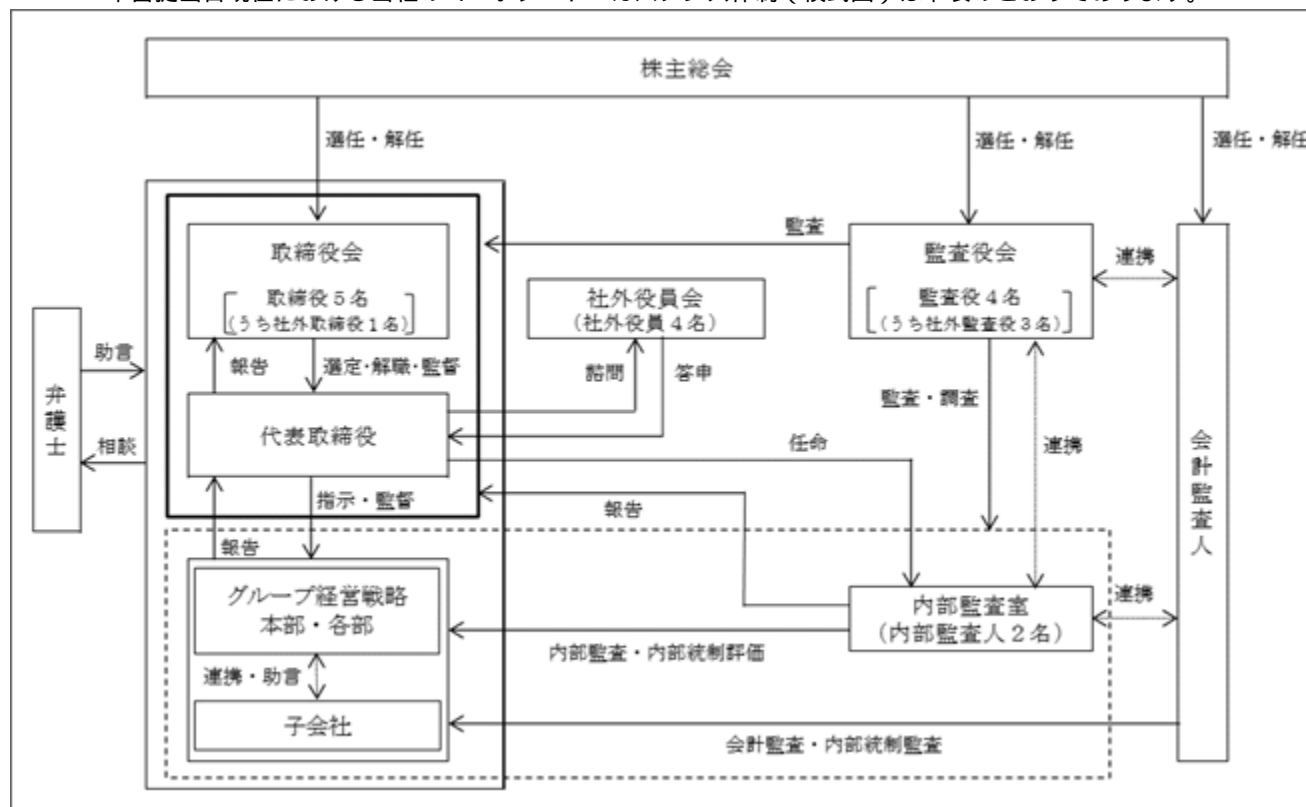 株主総会
選任・解任
選任・解任
選任・解任
取締役会
取締役5名
(うち社外取締役1名)
監査
社外役員会
(社外役員4名)
監査役会
監査役4名
(うち社外監査役3名)
連携
助言
弁護士
相談
報告
選定・解職・監督
諮問
答申
監査・調査
代表取締役
任命
連携
会計監査人
指示・監督
報告
報告
グループ経営戦略
本部・各部
内部監査室
(内部監査人2名)
連携
内部監査・内部統制評価
連携・助言
子会社
会計監査・内部統制監査